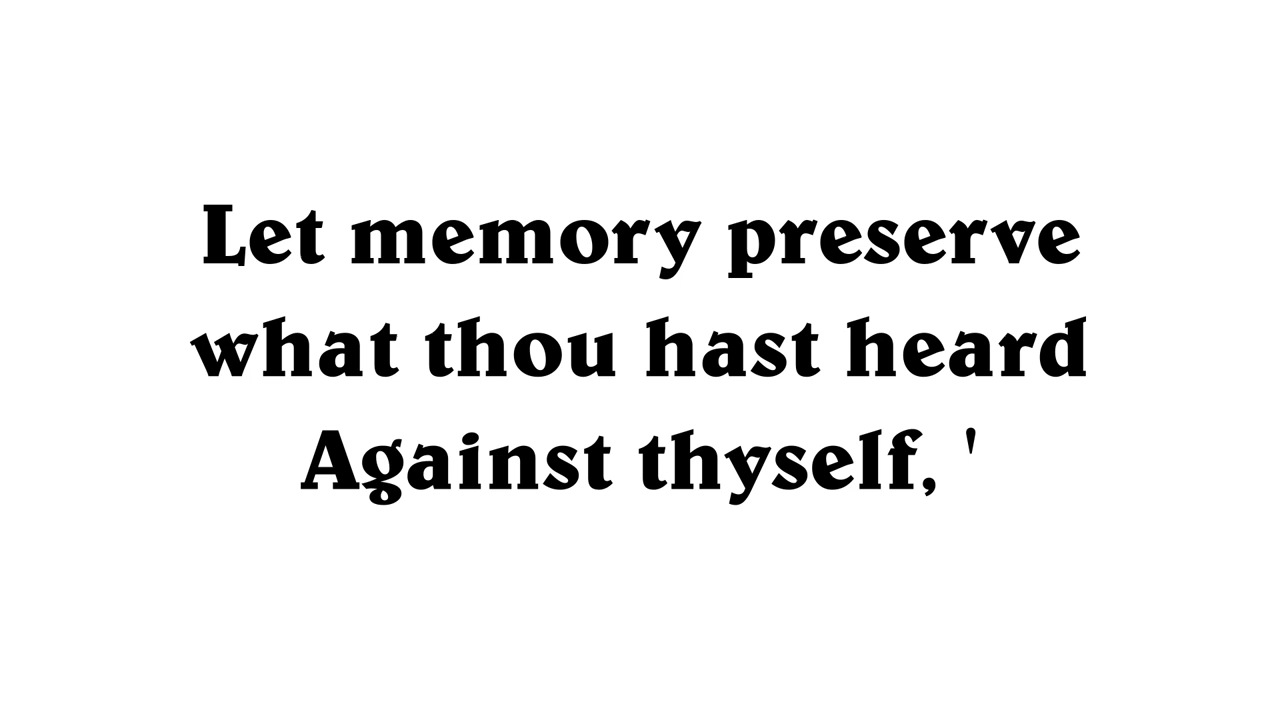 Let memory preserve
what thou hast heard
Against thyself, '